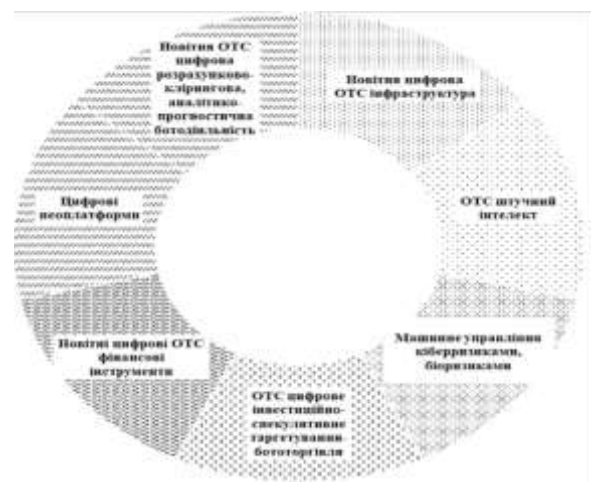 Новітня ОТС
цифрова
розрахунково-
клірингова,
аналітико-
прогностична
ботодіяльність
Новітня цифрова
ОТС інфраструктура
ОТС штучний
інтелект
Машинне управління
кіберризиками,
біоризиками
ОТС цифрове
інвестиційно-
спекулятивне
таргетування-
бototоргівля
Новітні цифрові ОТС
фінансові
інструменти
Цифрові
неоплатформи